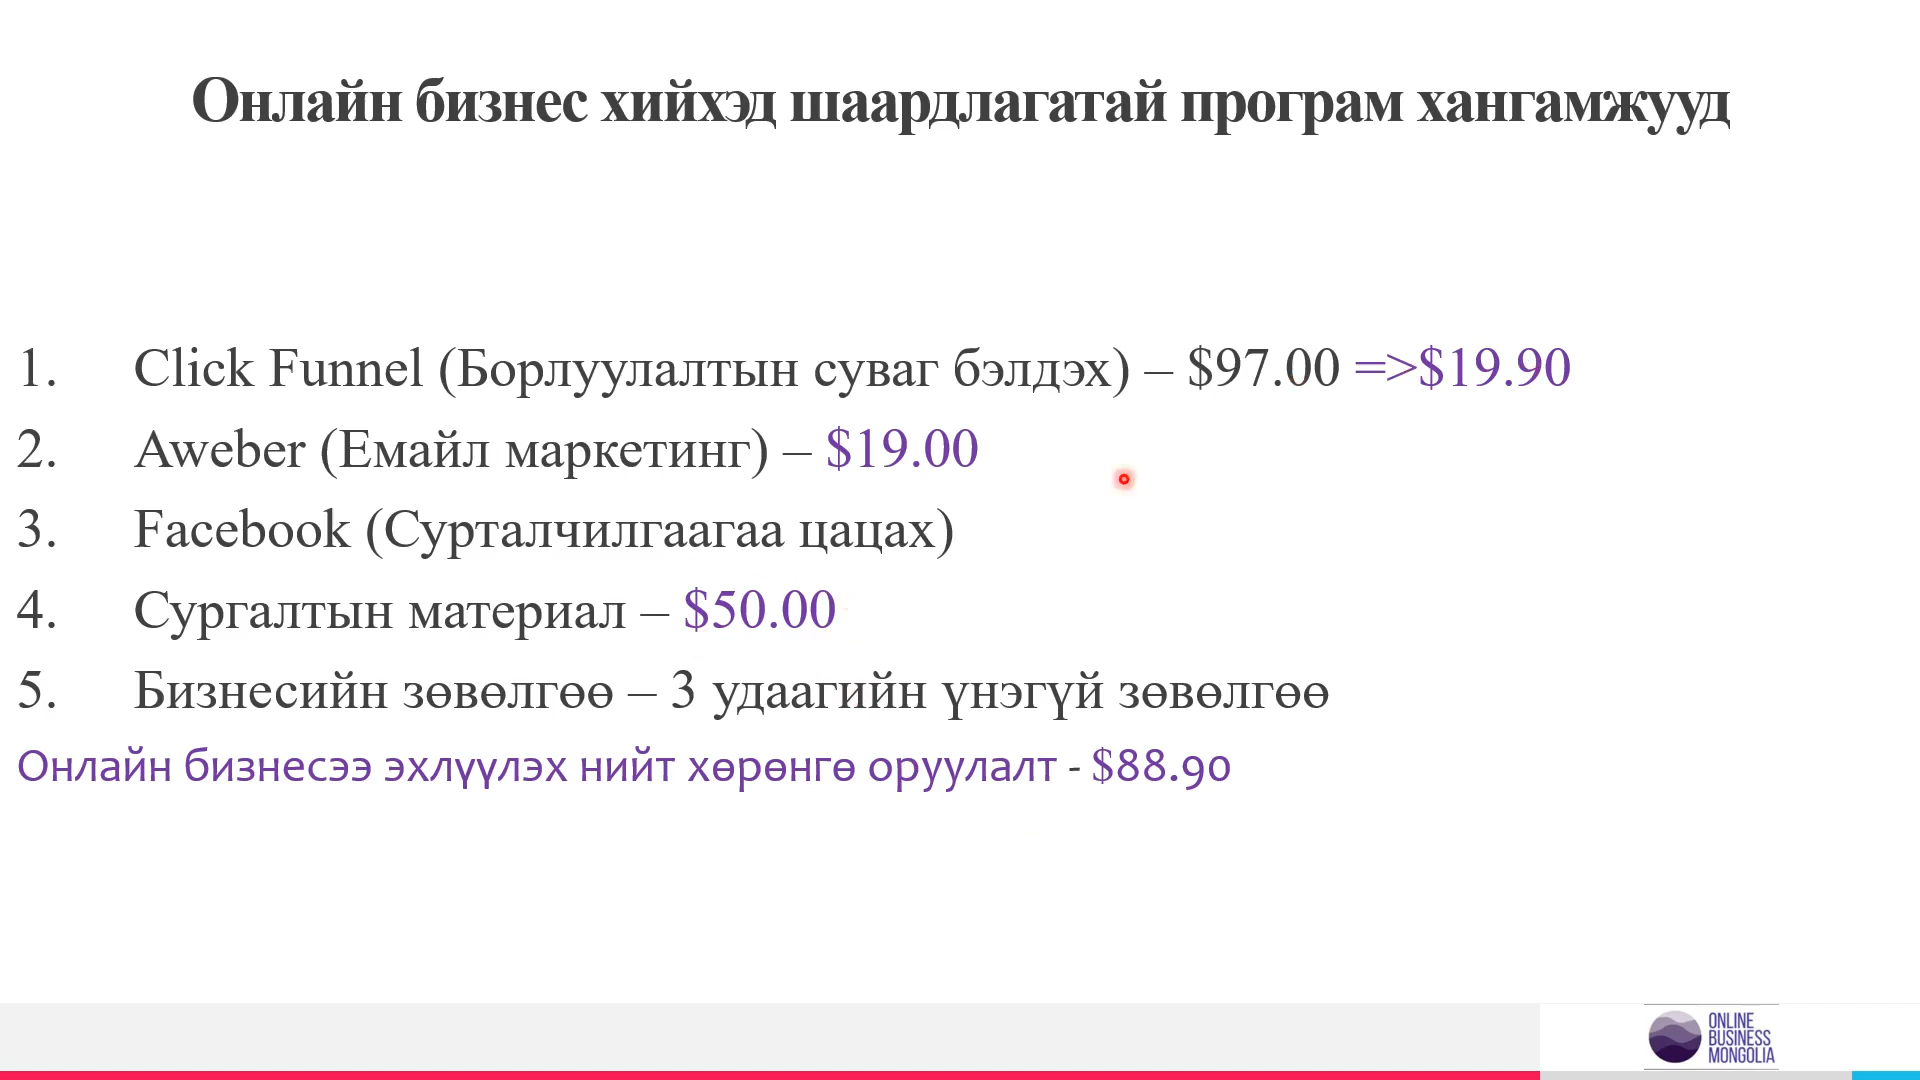 Онлайн бизнес хийхэд шаардлагатай програм хангамжууд
1. Click Funnel (Борлуулалтын суваг бэлдэх) – $97.00 =>$19.90
2. Aweber (Емайл маркетинг) – $19.00
3. Facebook (Сурталчилгаагаа цацах)
4. Сургалтын материал – $50.00
5. Бизнесийн зөвөлгөө – 3 удаагийн үнэгүй зөвөлгөө
Онлайн бизнесээ эхлүүлэх нийт хөрөнгө оруулалт - $88.90
ONLINE
BUSINESS
MONGOLIA